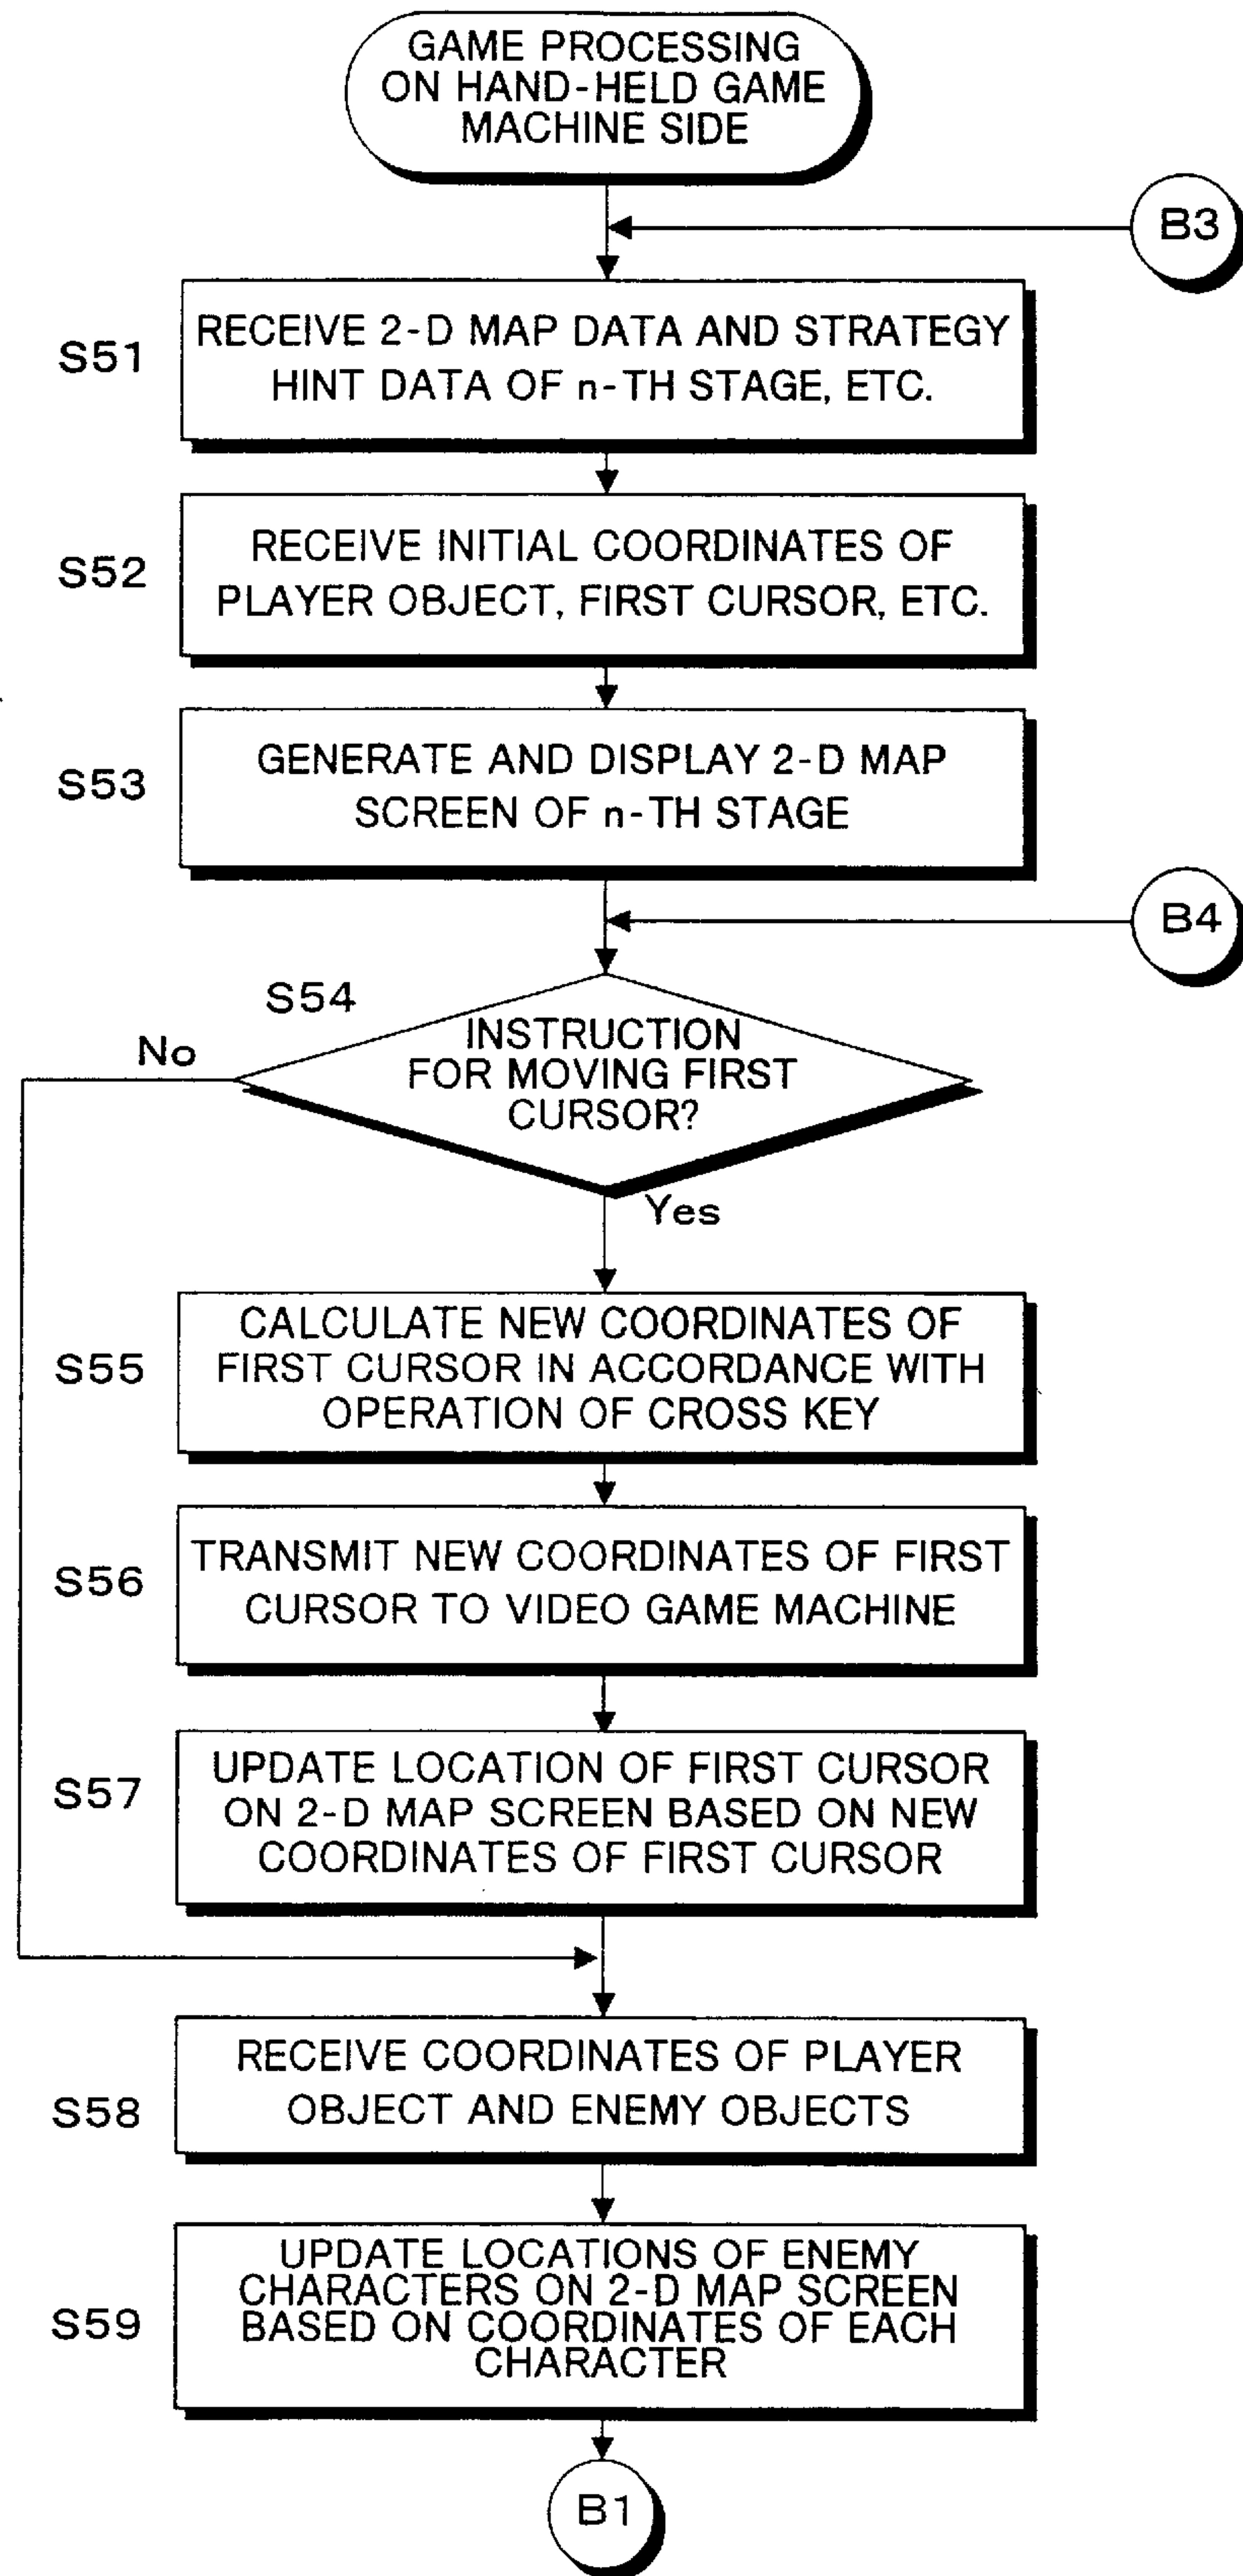 GAME PROCESSING
ON HAND-HELD GAME
MACHINE SIDE
B3
S51
RECEIVE 2-D MAP DATA AND STRATEGY
HINT DATA OF n-TH STAGE, ETC.
S52
RECEIVE INITIAL COORDINATES OF
PLAYER OBJECT, FIRST CURSOR, ETC.
S53
GENERATE AND DISPLAY 2-D MAP
SCREEN OF n-TH STAGE
B4
S54
No
INSTRUCTION
FOR MOVING FIRST
CURSOR?
Yes
S55
CALCULATE NEW COORDINATES OF
FIRST CURSOR IN ACCORDANCE WITH
OPERATION OF CROSS KEY
S56
TRANSMIT NEW COORDINATES OF FIRST
CURSOR TO VIDEO GAME MACHINE
S57
UPDATE LOCATION OF FIRST CURSOR
ON 2-D MAP SCREEN BASED ON NEW
COORDINATES OF FIRST CURSOR
S58
RECEIVE COORDINATES OF PLAYER
OBJECT AND ENEMY OBJECTS
S59
UPDATE LOCATIONS OF ENEMY
CHARACTERS ON 2-D MAP SCREEN
BASED ON COORDINATES OF EACH
CHARACTER
B1